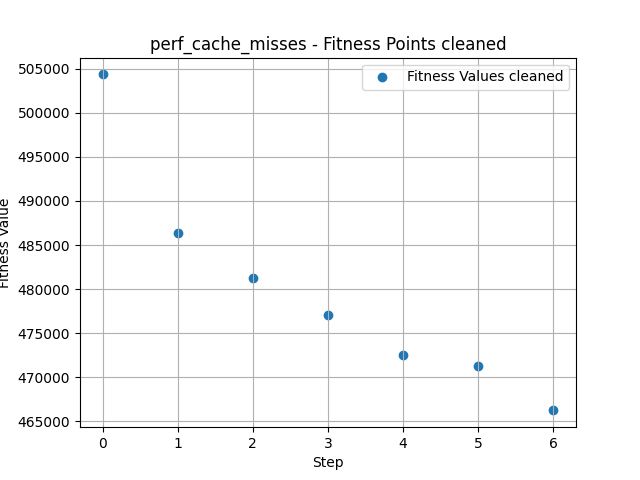 perf_cache_misses - Fitness Points cleaned
Fitness Values cleaned
505000
500000
495000
490000
485000
480000
475000
470000
465000
Fitness Value
0 1 2 3 4 5 6
Step